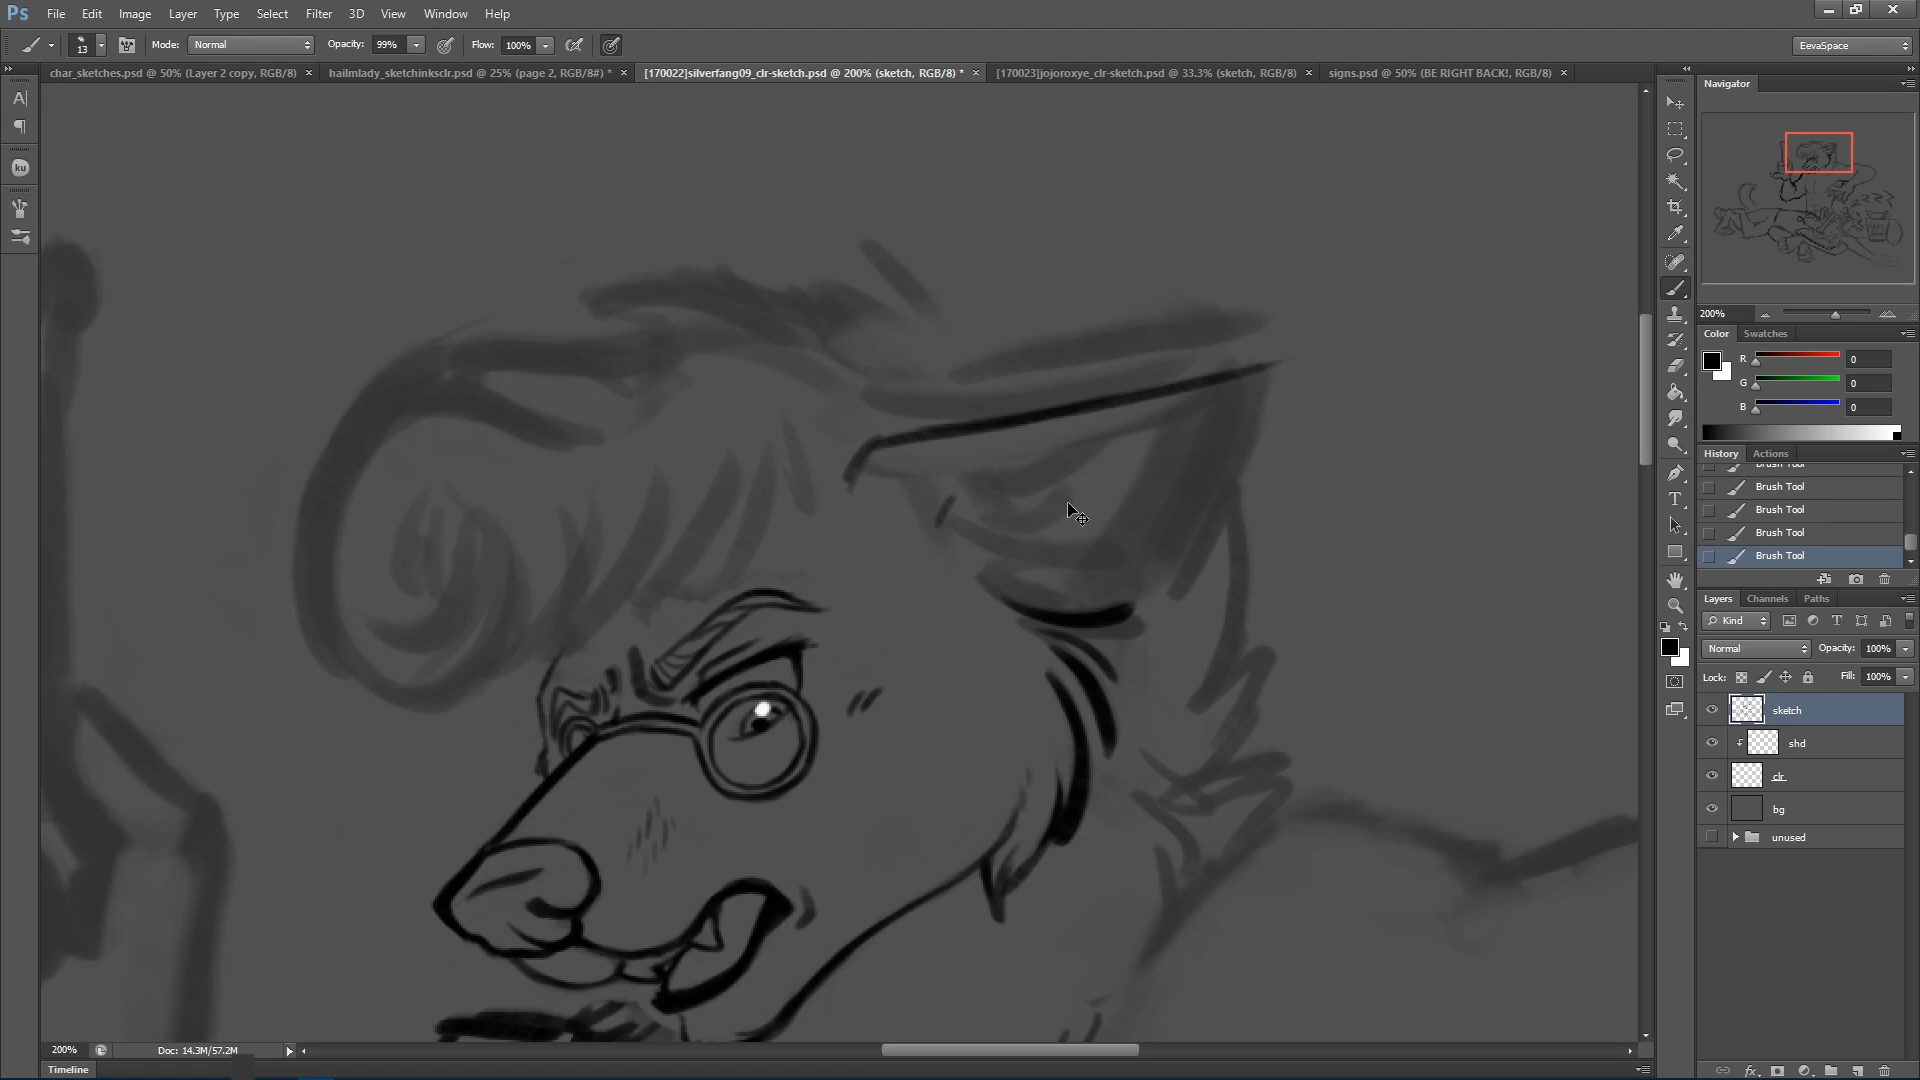 Ps File Edit Image Layer Type Select Filter 3D View Window Help
13 Mode: Normal Opacity: 99% Flow: 100% EevaSpace
char_sketches.psd @ 50% (Layer 2 copy, RGB/8) × hailmlady_sketchinksclr.psd @ 25% (page 2, RGB/8#) * × [170022]silverfang09_clr-sketch.psd @ 200% (sketch, RGB/8) * × [170023]jojoroxye_clr-sketch.psd @ 33.3% (sketch, RGB/8) × signs.psd @ 50% (BE RIGHT BACK!, RGB/8) ×
Navigator
ku
200%
Color Swatches
R 0
G 0
B 0
History Actions
Brush Tool
Brush Tool
Brush Tool
Brush Tool
Brush Tool
Layers Channels Paths
Kind
Normal Opacity: 100%
Lock: Fill: 100%
sketch
shd
clr
bg
unused
200% Doc: 14.3M/57.2M
Timeline